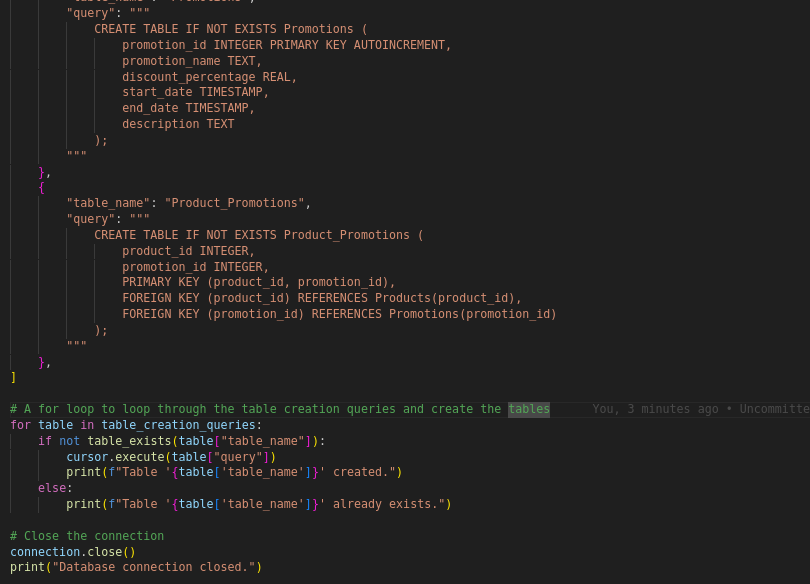 "table_name": "Promotions",
"query": """
CREATE TABLE IF NOT EXISTS Promotions (
promotion_id INTEGER PRIMARY KEY AUTOINCREMENT,
promotion_name TEXT,
discount_percentage REAL,
start_date TIMESTAMP,
end_date TIMESTAMP,
description TEXT
);
"""
},
{
"table_name": "Product_Promotions",
"query": """
CREATE TABLE IF NOT EXISTS Product_Promotions (
product_id INTEGER,
promotion_id INTEGER,
PRIMARY KEY (product_id, promotion_id),
FOREIGN KEY (product_id) REFERENCES Products(product_id),
FOREIGN KEY (promotion_id) REFERENCES Promotions(promotion_id)
);
"""
},
]
# A for loop to loop through the table creation queries and create the tables You, 3 minutes ago • Uncommitte
for table in table_creation_queries:
if not table_exists(table["table_name"]):
cursor.execute(table["query"])
print(f"Table '{table['table_name']}' created.")
else:
print(f"Table '{table['table_name']}' already exists.")
# Close the connection
connection.close()
print("Database connection closed.")